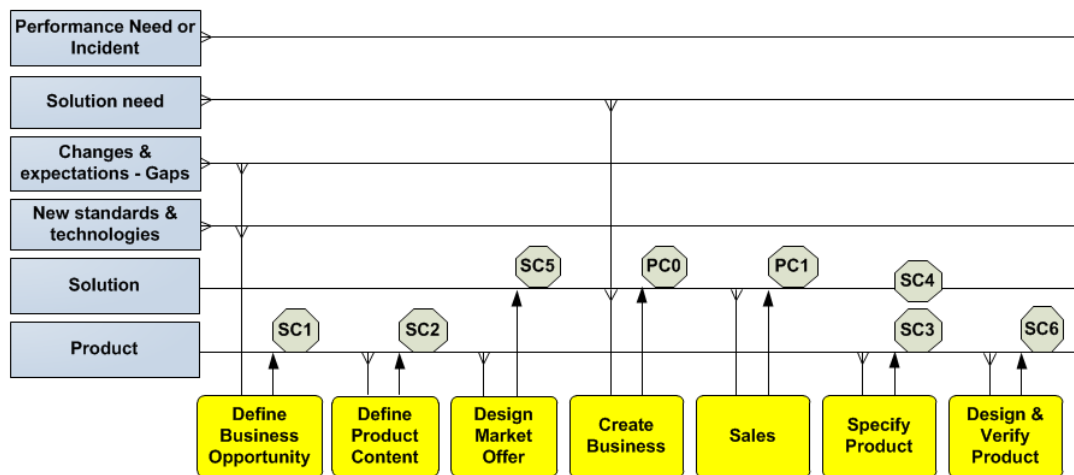 Performance Need or
Incident
Solution need
Changes &
expectations - Gaps
New standards &
technologies
Solution
SC5
PC0
PC1
SC4
Product
SC1
SC2
SC3
SC6
Define
Business
Opportunity
Define
Product
Content
Design
Market
Offer
Create
Business
Sales
Specify
Product
Design &
Verify
Product